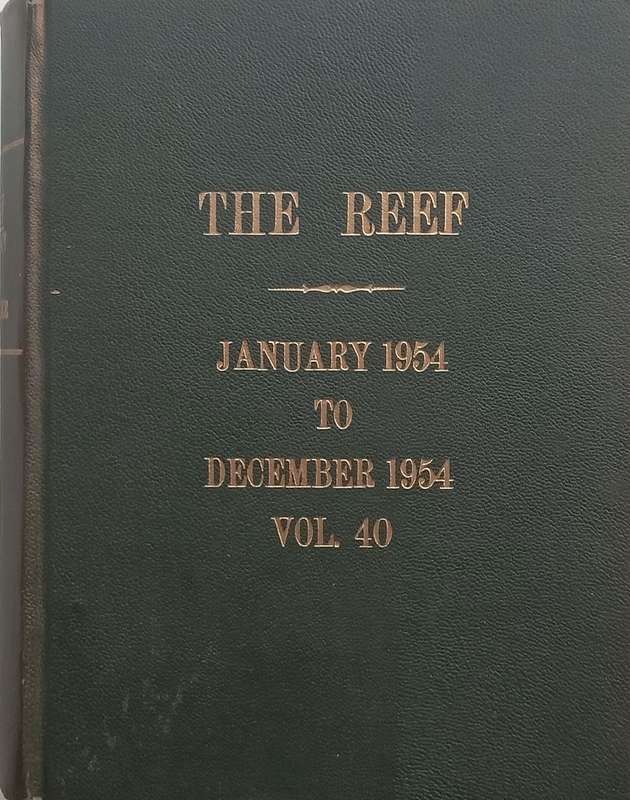 THE REEF
JANUARY 1954
TO
DECEMBER 1954
VOL. 40